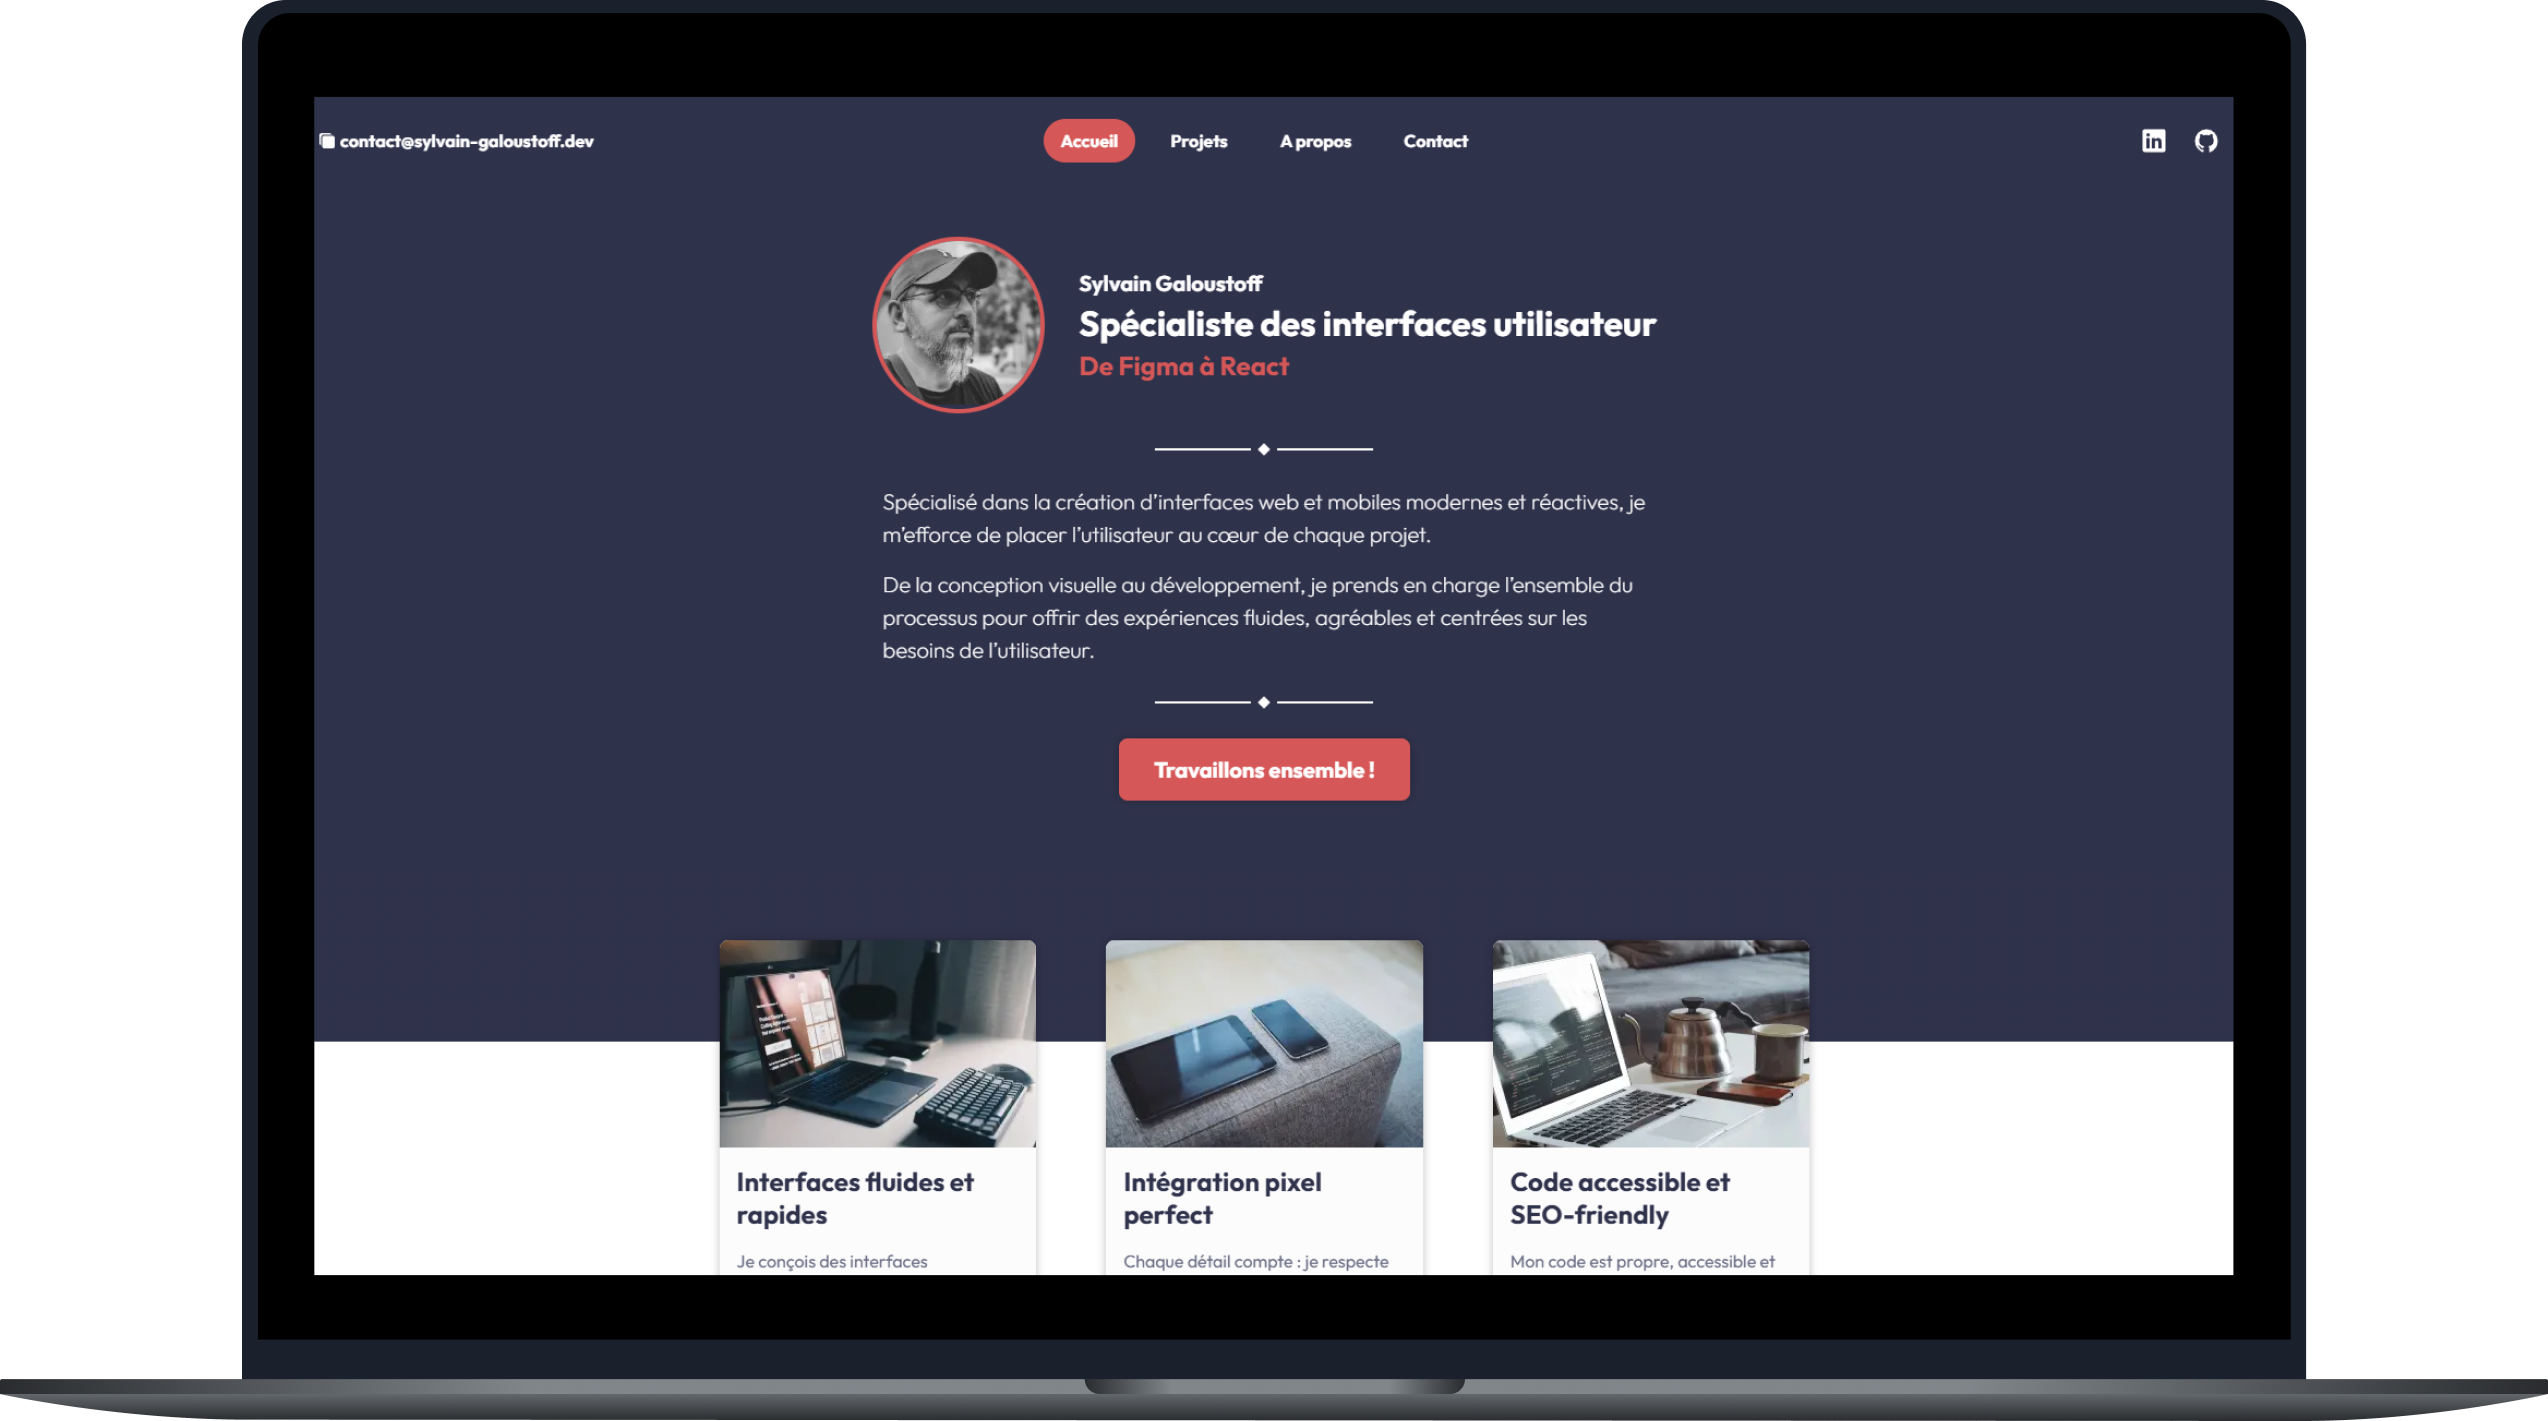 contact@sylvain-galoustoff.dev
Accueil
Projets
A propos
Contact
Sylvain Galoustoff
Spécialiste des interfaces utilisateur
De Figma à React
Spécialisé dans la création d’interfaces web et mobiles modernes et réactives, je
m’efforce de placer l’utilisateur au cœur de chaque projet.
De la conception visuelle au développement, je prends en charge l’ensemble du
processus pour offrir des expériences fluides, agréables et centrées sur les
besoins de l’utilisateur.
Travaillons ensemble !
Interfaces fluides et
rapides
Je conçois des interfaces
Intégration pixel
perfect
Chaque détail compte : je respecte
Code accessible et
SEO-friendly
Mon code est propre, accessible et